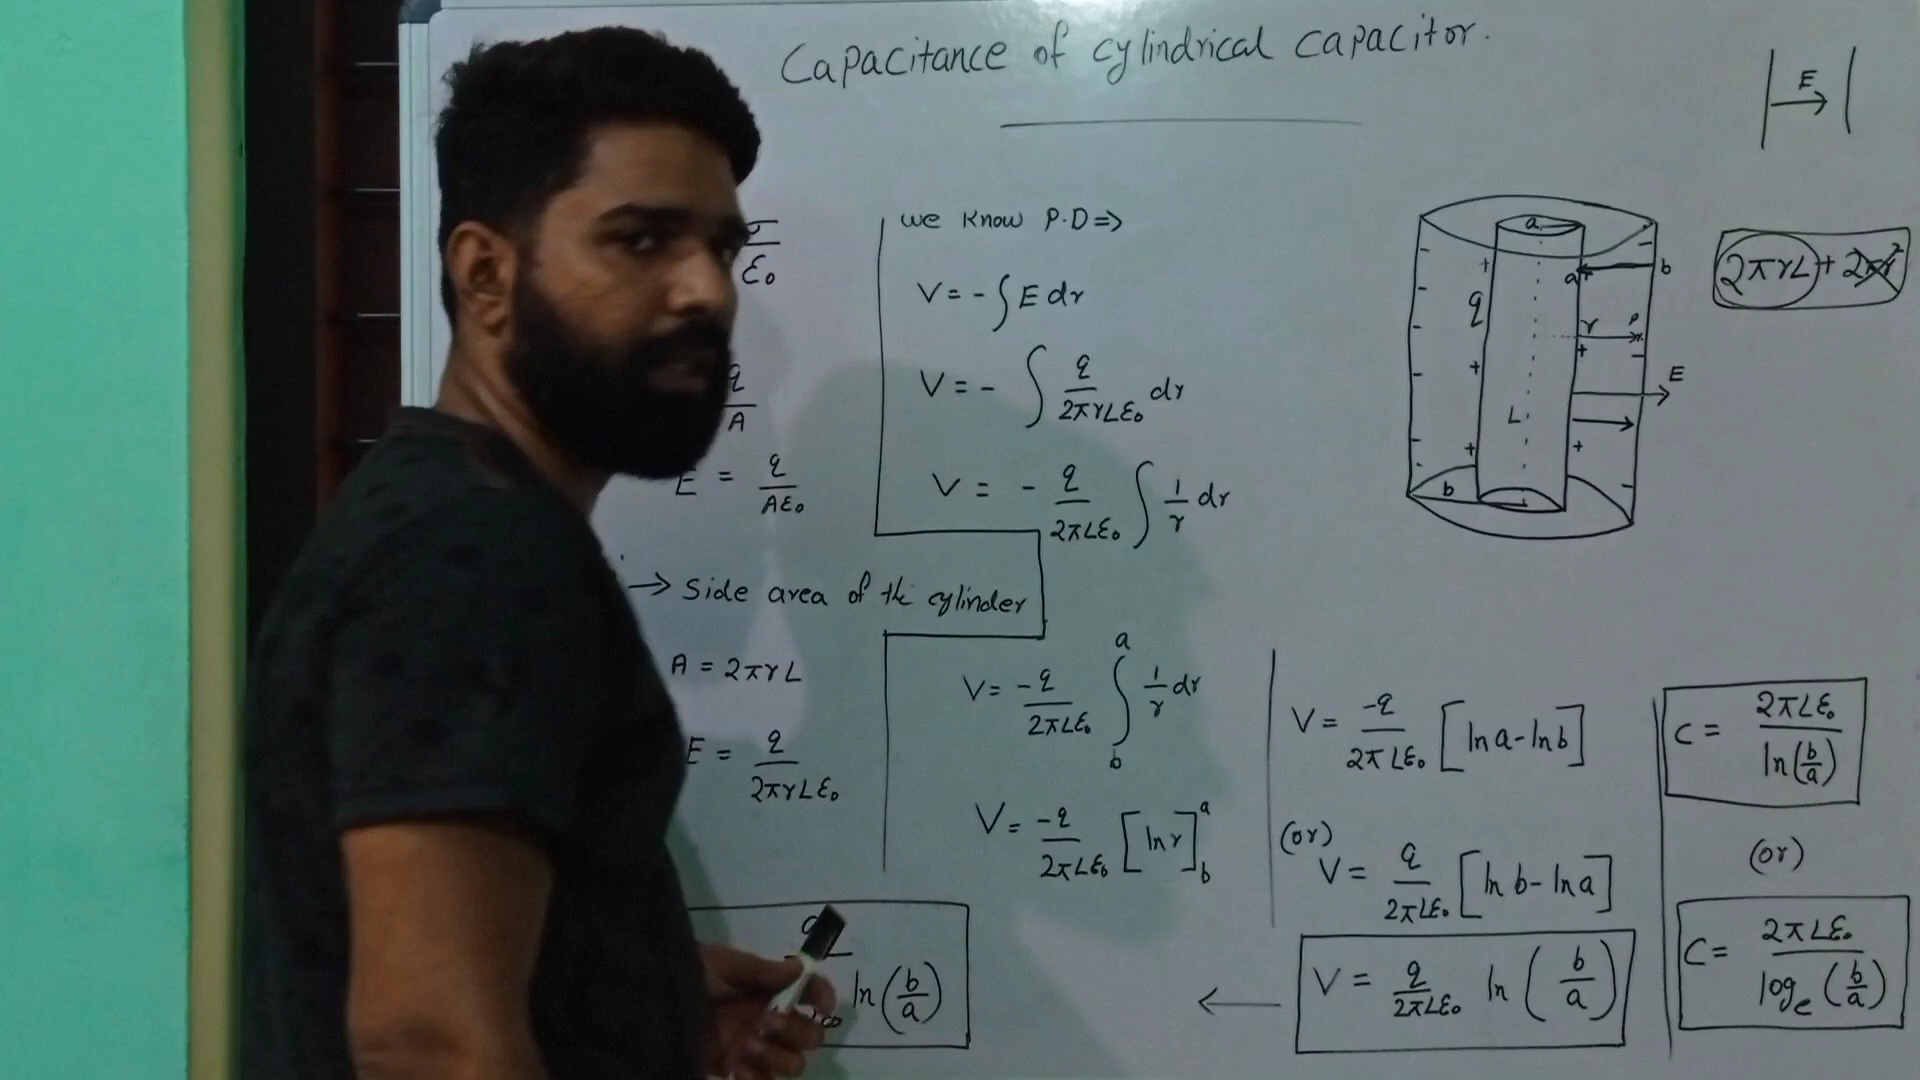 Capacitance of cylindrical capacitor.
E
σ/ε₀
q/A
E = q/Aε₀
→ Side area of the cylinder
A = 2πrL
E = q/2πrLε₀
we know P.D ⇒
V = - ∫ E dr
V = - ∫ q/2πrLε₀ dr
V = - q/2πLε₀ ∫ 1/r dr
V = -q/2πLε₀ ∫_b^a 1/r dr
V = -q/2πLε₀ [ln r]_b^a
ln(b/a)
V = -q/2πLε₀ [ln a - ln b]
(or)
V = q/2πLε₀ [ln b - ln a]
V = q/2πLε₀ ln(b/a)
←
a
a
b
q
r
P
E
L
b
+ + + + + +
2πrL + 2πr²
C = 2πLε₀/ln(b/a)
(or)
C = 2πLε₀/logₑ(b/a)